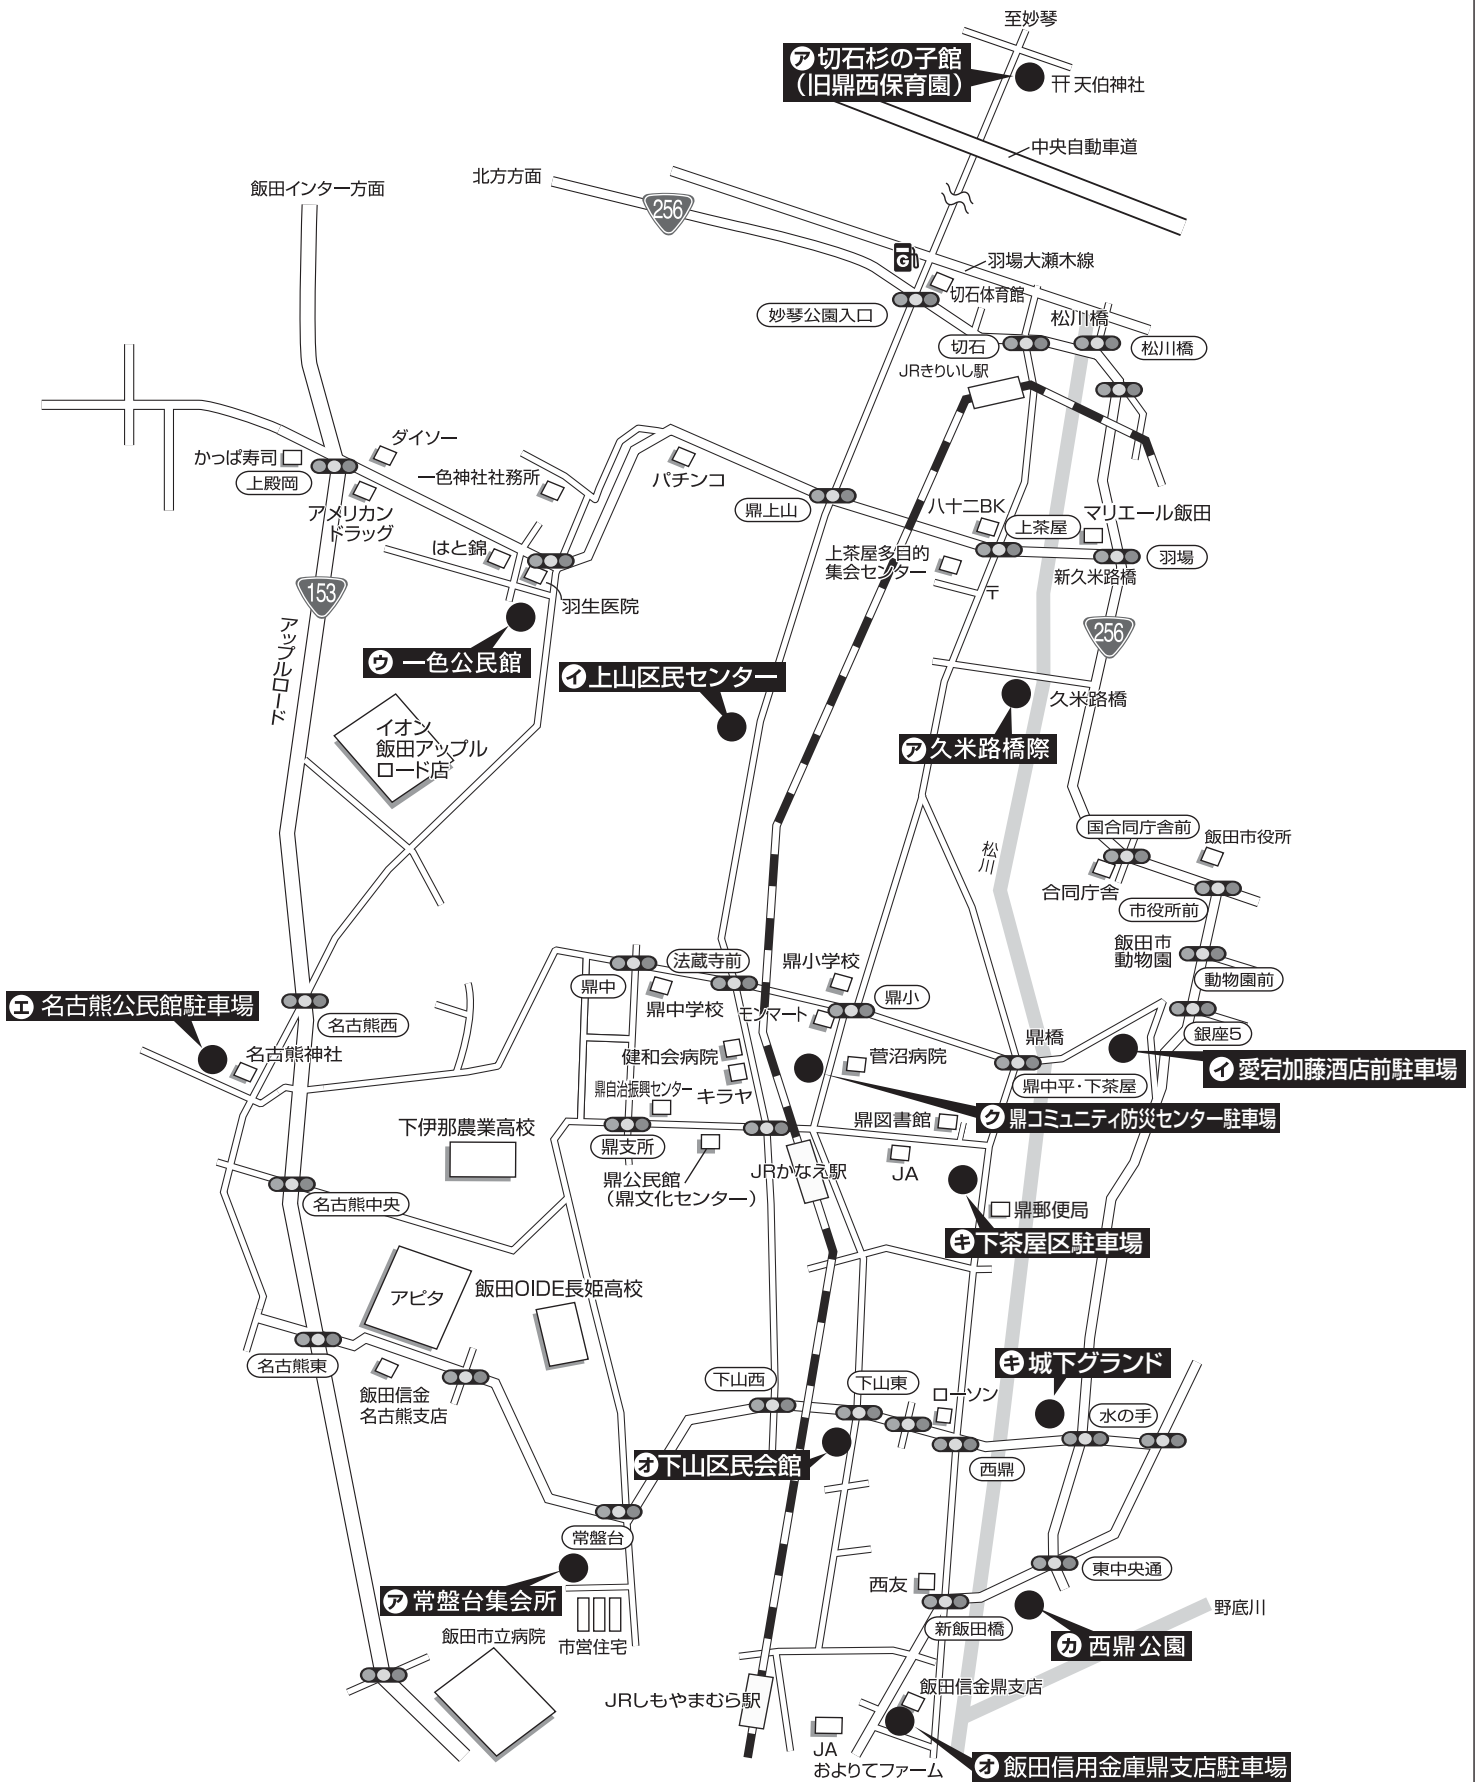 至妙琴
ア 切石杉の子館
（旧鼎西保育園）
天伯神社
中央自動車道
北方方面
飯田インター方面
256
羽場大瀬木線
G
切石体育館
妙琴公園入口
松川橋
切石
松川橋
JRきりいし駅
ダイソー
かっぱ寿司
上殿岡
一色神社社務所
パチンコ
アメリカン
ドラッグ
鼎上山
八十二BK
上茶屋
マリエール飯田
はと錦
上茶屋多目的
集会センター
羽場
新久米路橋
〒
153
羽生医院
256
アップルロード
ウ 一色公民館
イ 上山区民センター
久米路橋
イオン
飯田アップル
ロード店
ア 久米路橋際
国合同庁舎前
飯田市役所
松川
合同庁舎
市役所前
飯田市
動物園
法蔵寺前
鼎小学校
動物園前
鼎中
鼎小
エ 名古熊公民館駐車場
鼎中学校
モンマート
名古熊西
銀座5
鼎橋
名古熊神社
健和会病院
菅沼病院
イ 愛宕加藤酒店前駐車場
鼎自治振興センター
キラヤ
鼎中平・下茶屋
ク 鼎コミュニティ防災センター駐車場
下伊那農業高校
鼎図書館
鼎支所
JRかなえ駅
JA
鼎公民館
（鼎文化センター）
名古熊中央
鼎郵便局
キ 下茶屋区駐車場
アピタ
飯田OIDE長姫高校
名古熊東
キ 城下グランド
下山西
下山東
飯田信金
名古熊支店
ローソン
水の手
オ 下山区民会館
西鼎
常盤台
東中央通
西友
ア 常盤台集会所
野底川
新飯田橋
飯田市立病院
市営住宅
カ 西鼎公園
JRしもやまむら駅
飯田信金鼎支店
JA
およりてファーム
オ 飯田信用金庫鼎支店駐車場